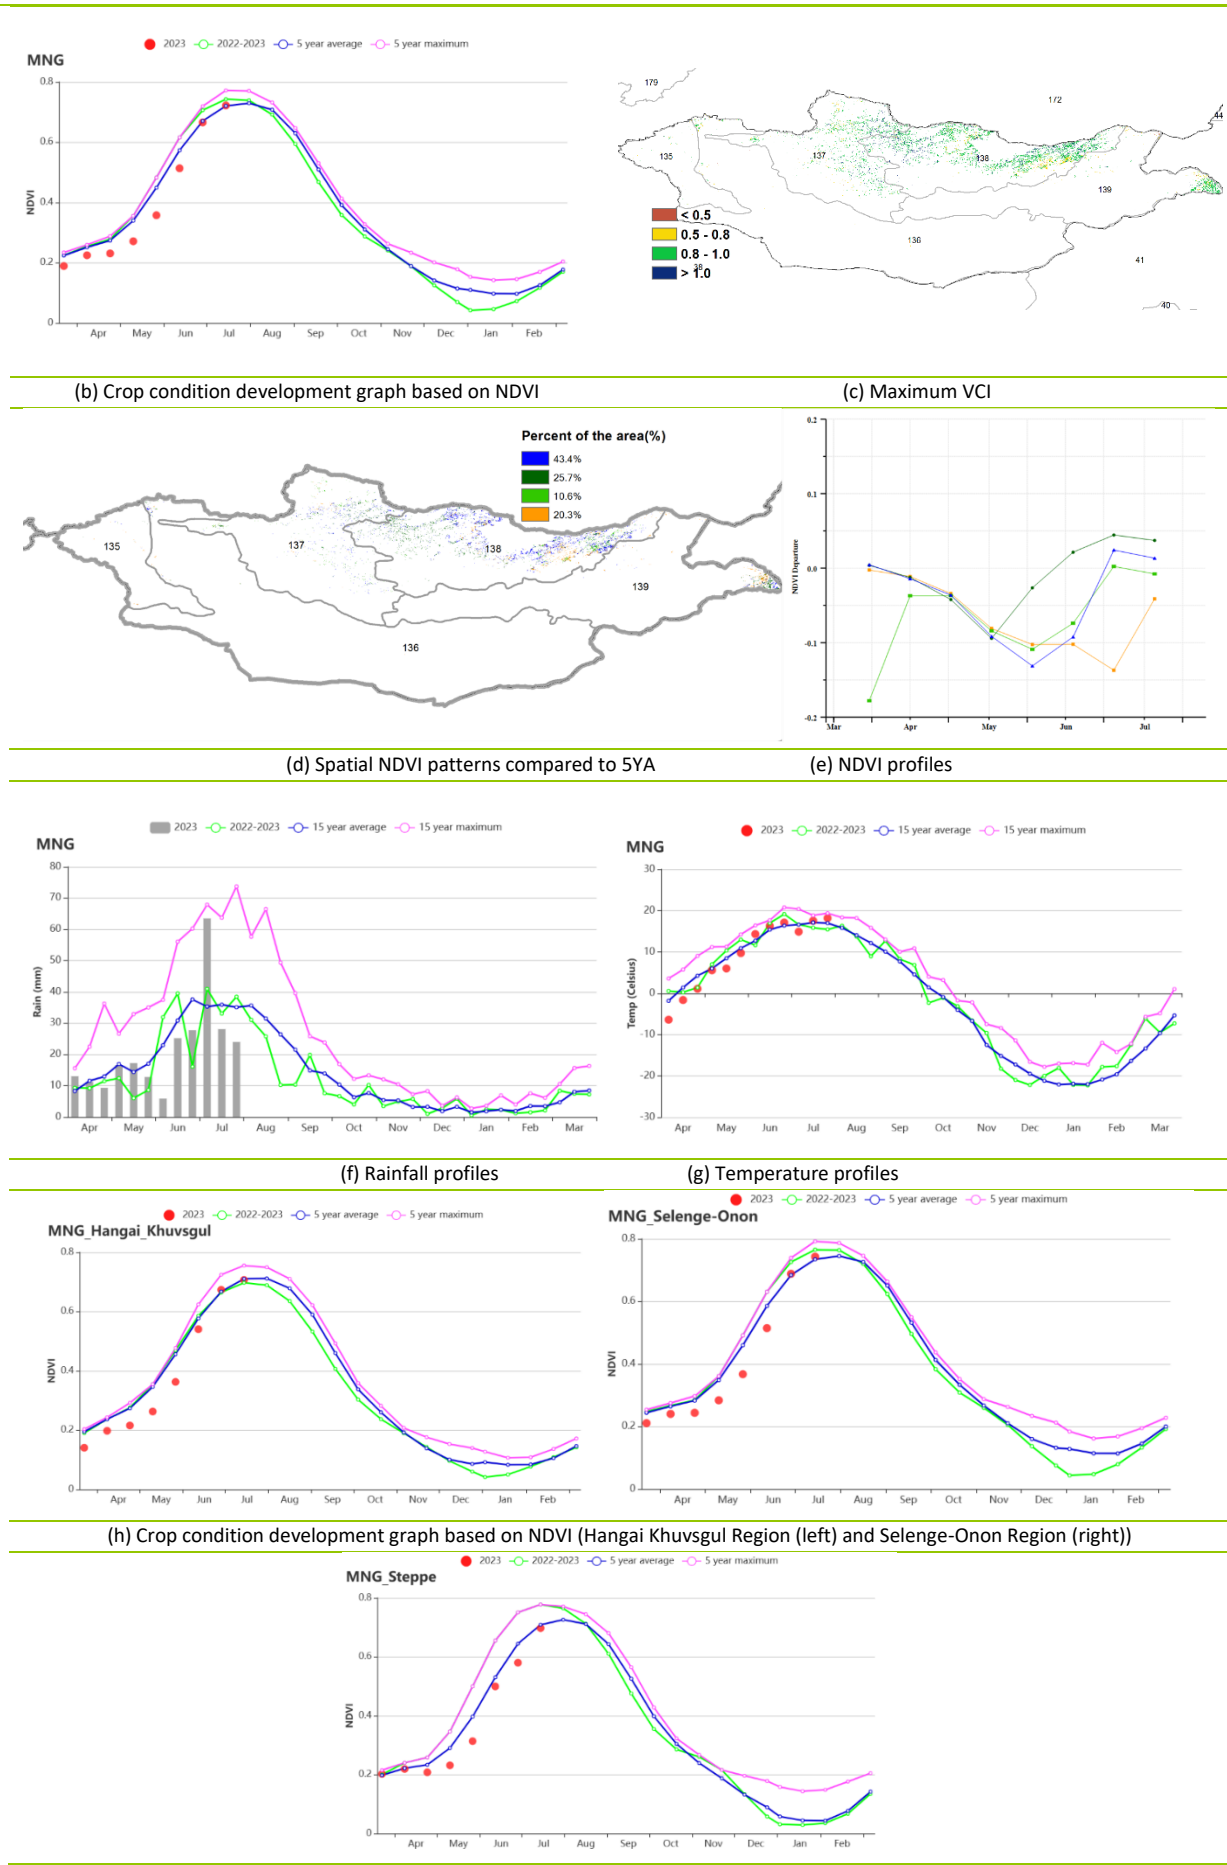 2023 2022-2023 5 year average 5 year maximum
MNG
0.8
0.6
0.4
0.2
0
NDVI
Apr May Jun Jul Aug Sep Oct Nov Dec Jan Feb
179
172
44
135
137
138
139
136
41
40
38
< 0.5
0.5 - 0.8
0.8 - 1.0
> 1.0
(b) Crop condition development graph based on NDVI
(c) Maximum VCI
Percent of the area(%)
43.4%
25.7%
10.6%
20.3%
135
137
138
139
136
0.2
0.1
0.0
-0.1
-0.2
NDVI Departure
Mar Apr May Jun Jul
(d) Spatial NDVI patterns compared to 5YA
(e) NDVI profiles
2023 2022-2023 15 year average 15 year maximum
MNG
80
70
60
50
40
30
20
10
0
Rain (mm)
Apr May Jun Jul Aug Sep Oct Nov Dec Jan Feb Mar
2023 2022-2023 15 year average 15 year maximum
MNG
30
20
10
0
-10
-20
-30
Temp (Celsius)
Apr May Jun Jul Aug Sep Oct Nov Dec Jan Feb Mar
(f) Rainfall profiles
(g) Temperature profiles
2023 2022-2023 5 year average 5 year maximum
MNG_Hangai_Khuvsgul
0.8
0.6
0.4
0.2
0
NDVI
Apr May Jun Jul Aug Sep Oct Nov Dec Jan Feb
2023 2022-2023 5 year average 5 year maximum
MNG_Selenge-Onon
0.8
0.6
0.4
0.2
0
NDVI
Apr May Jun Jul Aug Sep Oct Nov Dec Jan Feb
(h) Crop condition development graph based on NDVI (Hangai Khuvsgul Region (left) and Selenge-Onon Region (right))
2023 2022-2023 5 year average 5 year maximum
MNG_Steppe
0.8
0.6
0.4
0.2
0
NDVI
Apr May Jun Jul Aug Sep Oct Nov Dec Jan Feb